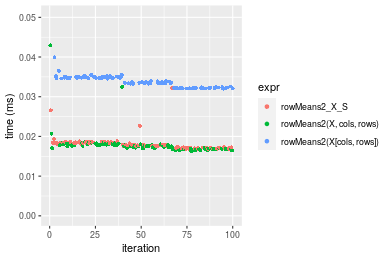 0.05
0.04
0.03
0.02
0.01
0.00
time (ms)
0
25
50
75
100
iteration
expr
rowMeans2_X_S
rowMeans2(X, cols, rows)
rowMeans2(X[cols, rows])